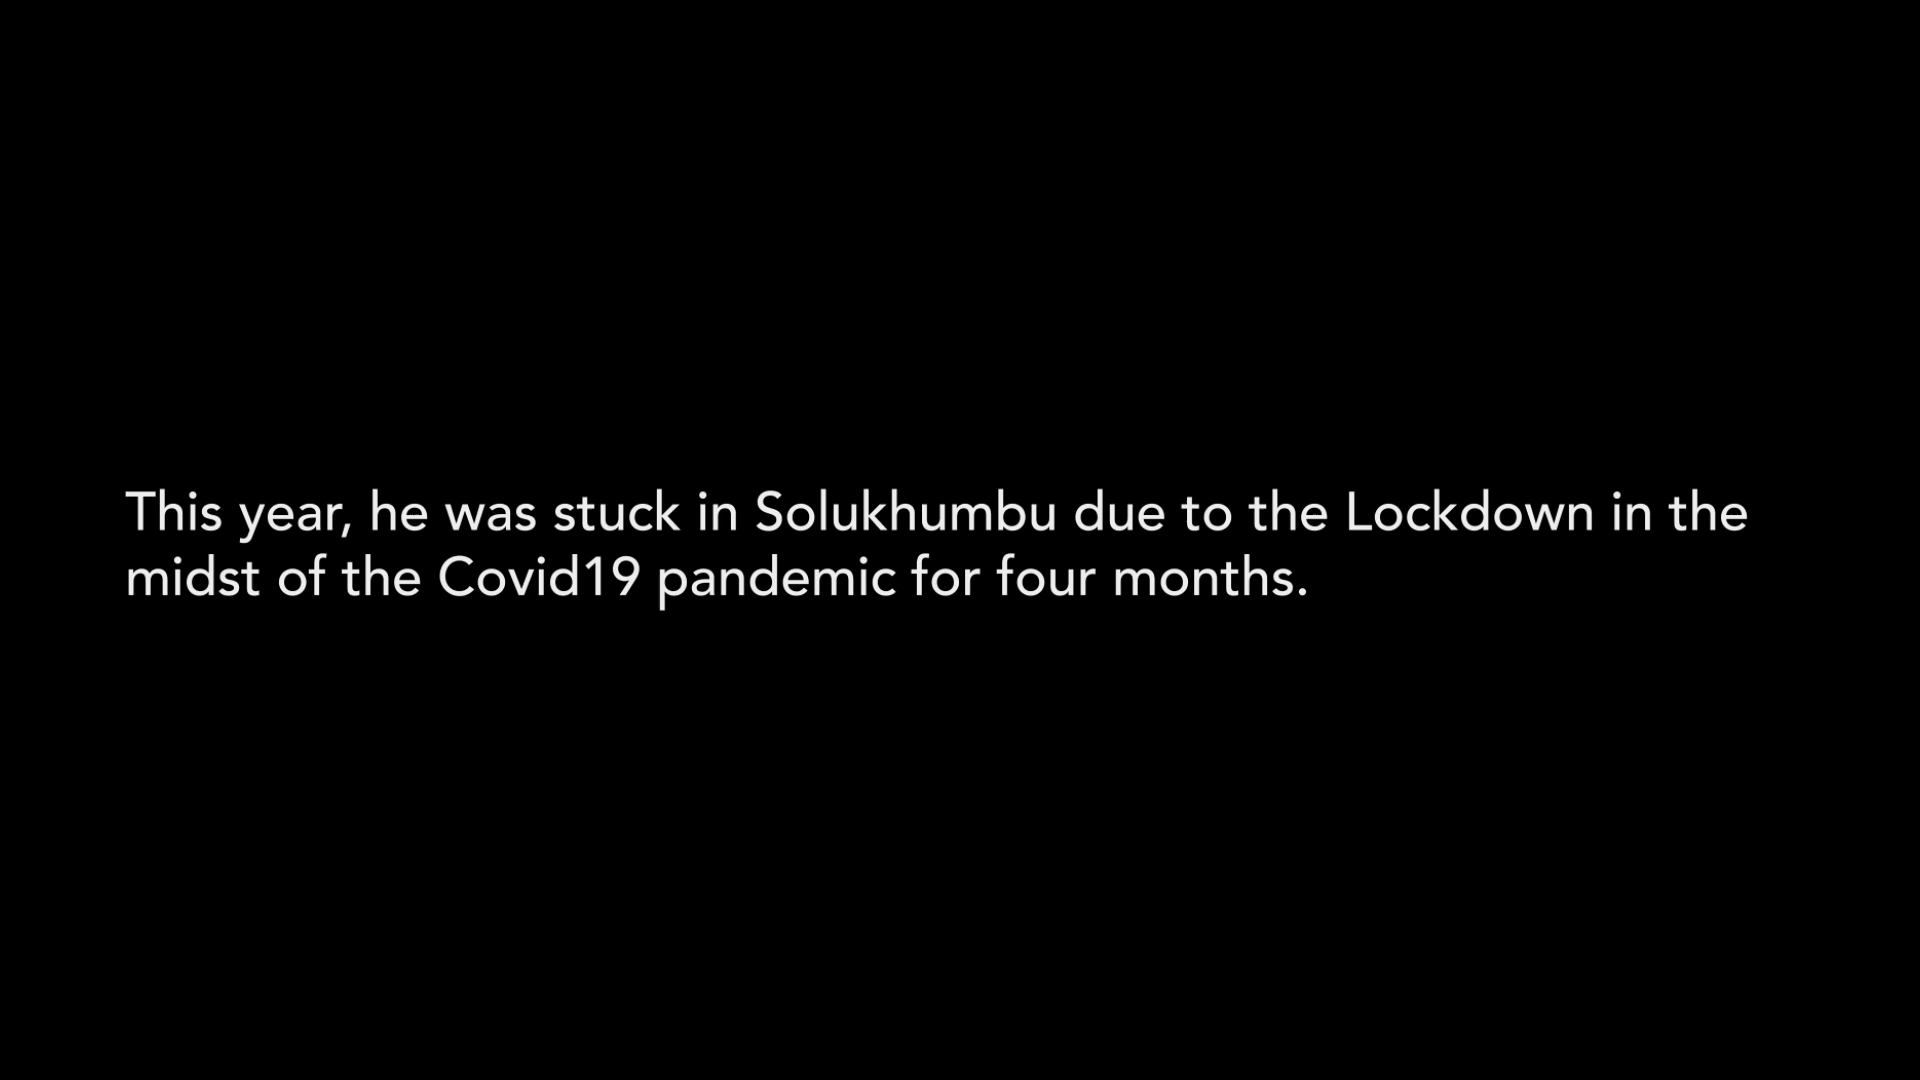 This year, he was stuck in Solukhumbu due to the Lockdown in the
midst of the Covid19 pandemic for four months.